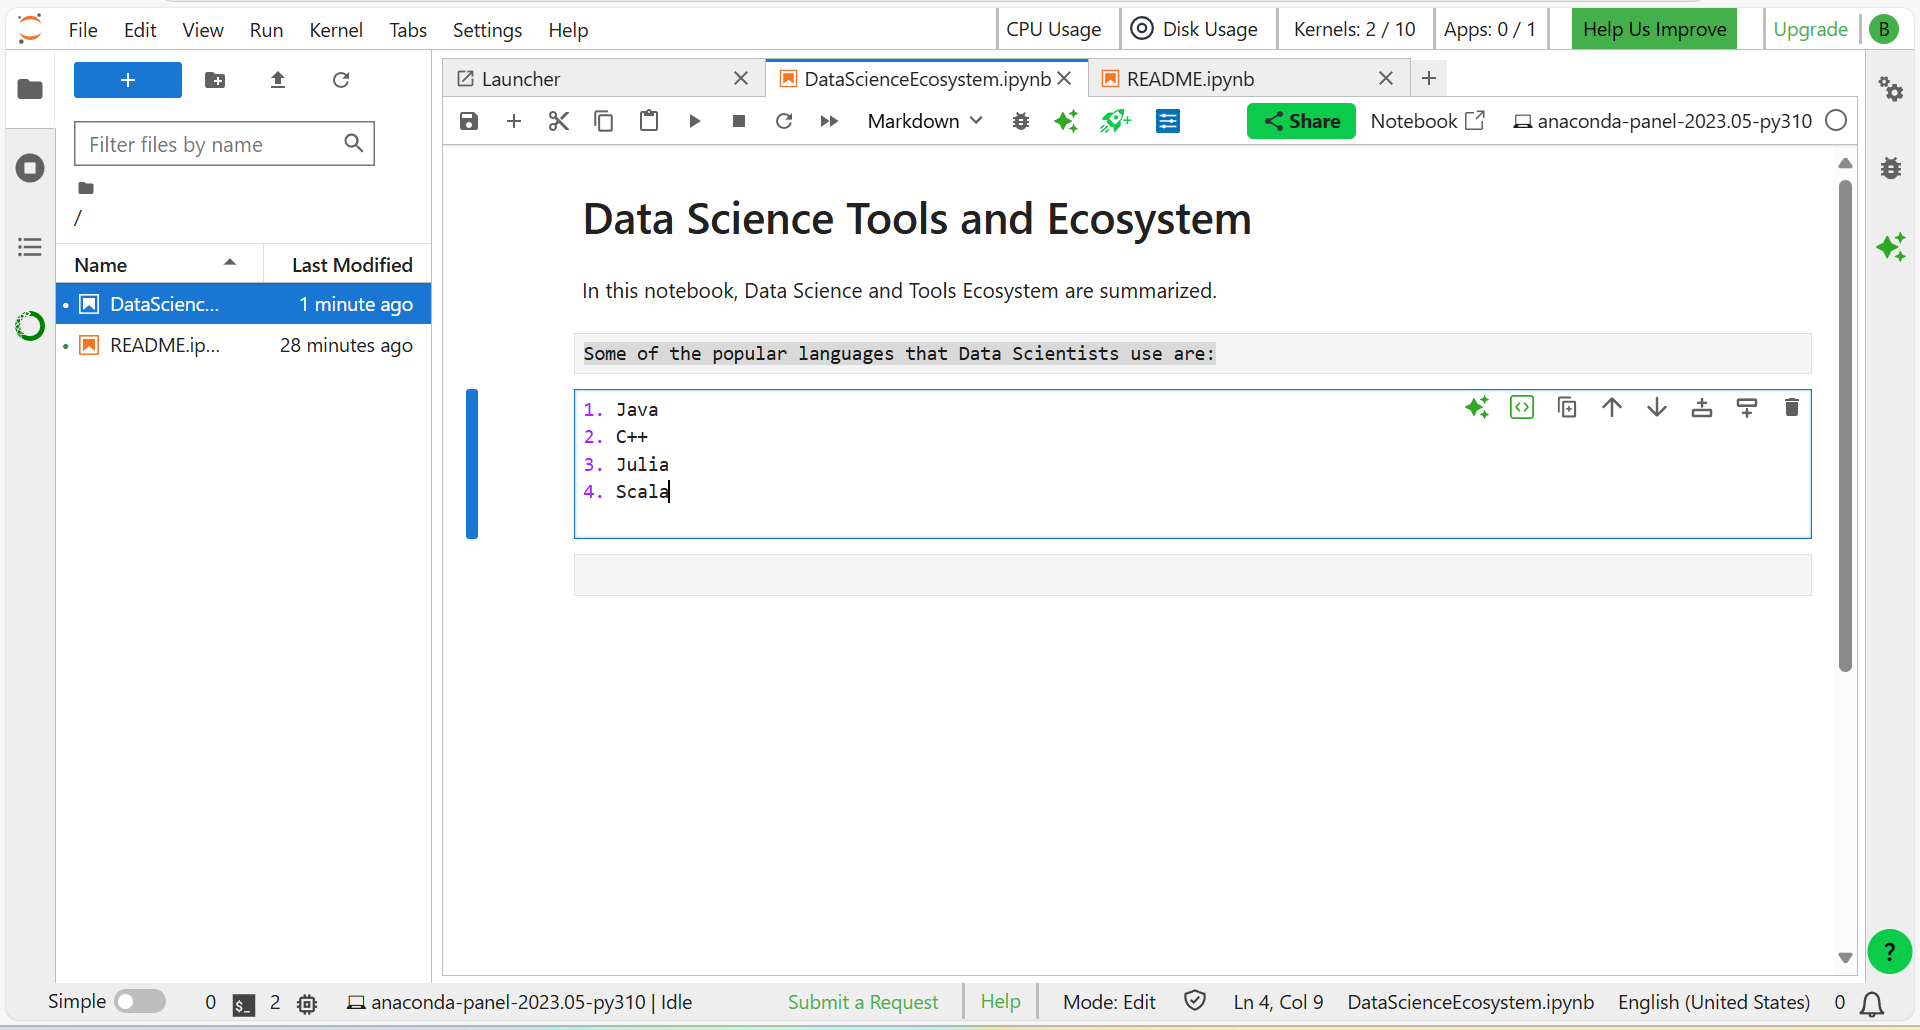 File Edit View Run Kernel Tabs Settings Help CPU Usage Disk Usage Kernels: 2 / 10 Apps: 0 / 1 Help Us Improve Upgrade B
+ Launcher DataScienceEcosystem.ipynb README.ipynb
Filter files by name
Markdown Share Notebook anaconda-panel-2023.05-py310
/
Name Last Modified
DataScienc... 1 minute ago
README.ip... 28 minutes ago
Data Science Tools and Ecosystem
In this notebook, Data Science and Tools Ecosystem are summarized.
Some of the popular languages that Data Scientists use are:
1. Java
2. C++
3. Julia
4. Scala
?
Simple 0 $_ 2 anaconda-panel-2023.05-py310 | Idle Submit a Request Help Mode: Edit Ln 4, Col 9 DataScienceEcosystem.ipynb English (United States) 0